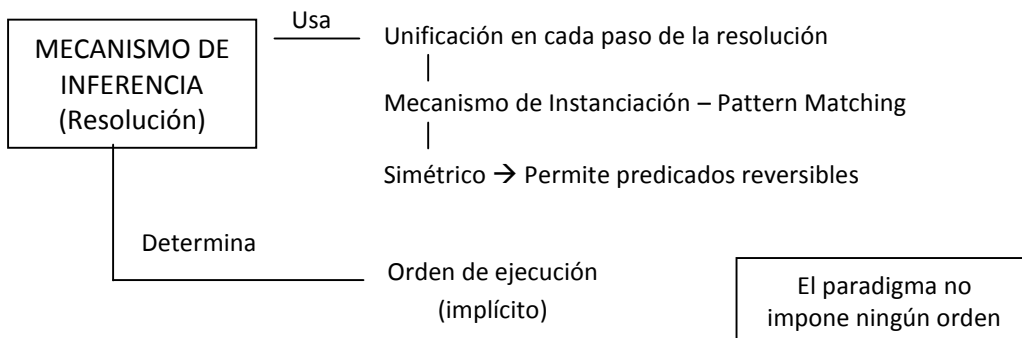 Usa
MECANISMO DE
INFERENCIA
(Resolución)
Unificación en cada paso de la resolución
Mecanismo de Instanciación – Pattern Matching
Simétrico → Permite predicados reversibles
Determina
Orden de ejecución
(implícito)
El paradigma no
impone ningún orden